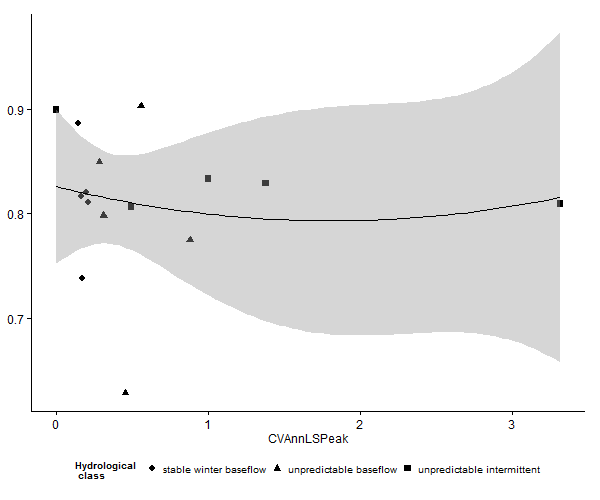 0.9
0.8
0.7
0 1 2 3
CVAnnLSPeak
Hydrological
class
stable winter baseflow unpredictable baseflow unpredictable intermittent